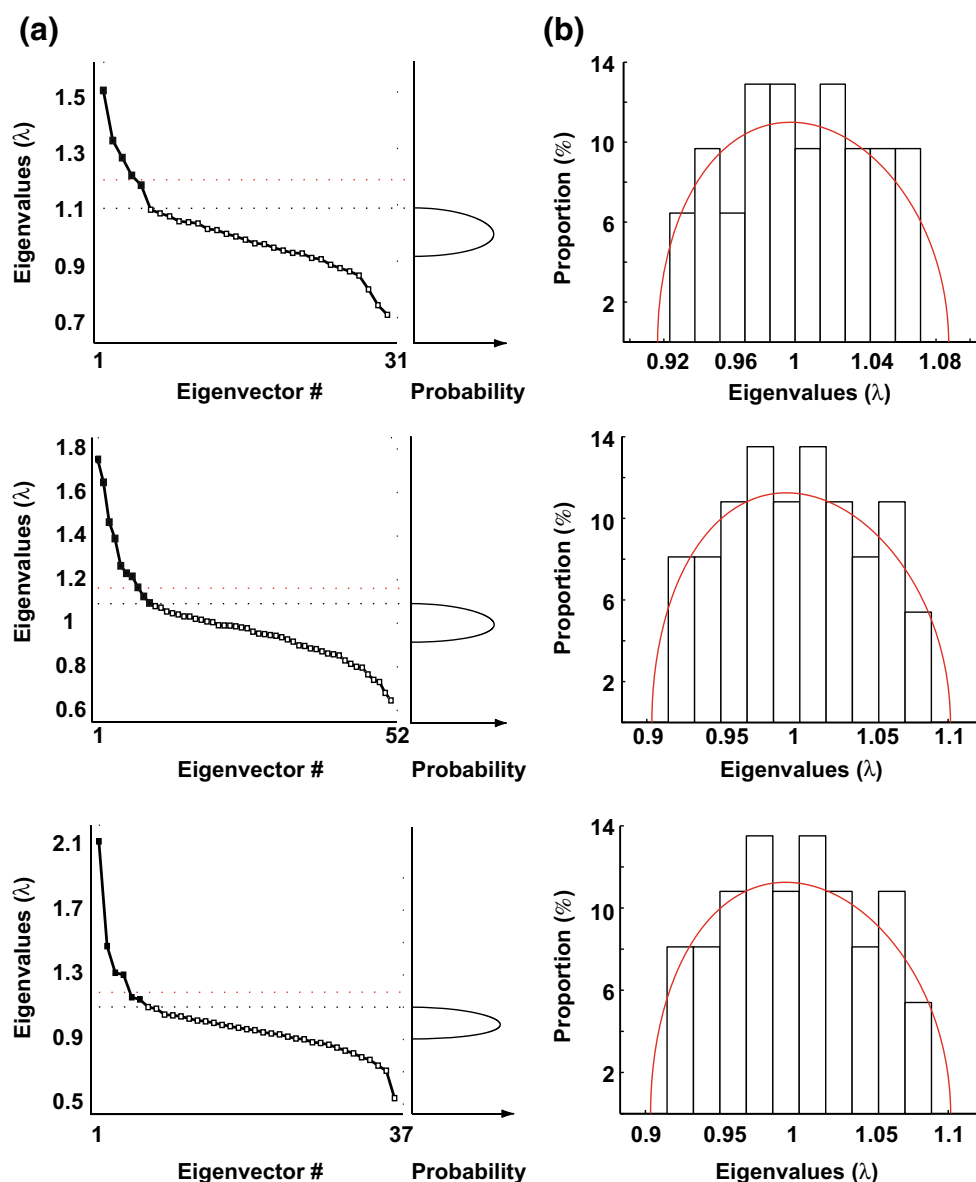 (a)
(b)
Eigenvalues (λ)
1.5
1.3
1.1
0.9
0.7
1
31
Eigenvector #
Probability
Proportion (%)
14
10
6
2
0.92
0.96
1
1.04
1.08
Eigenvalues (λ)
Eigenvalues (λ)
1.8
1.6
1.4
1.2
1
0.8
0.6
1
52
Eigenvector #
Probability
Proportion (%)
14
10
6
2
0.9
0.95
1
1.05
1.1
Eigenvalues (λ)
Eigenvalues (λ)
2.1
1.7
1.3
0.9
0.5
1
37
Eigenvector #
Probability
Proportion (%)
14
10
6
2
0.9
0.95
1
1.05
1.1
Eigenvalues (λ)